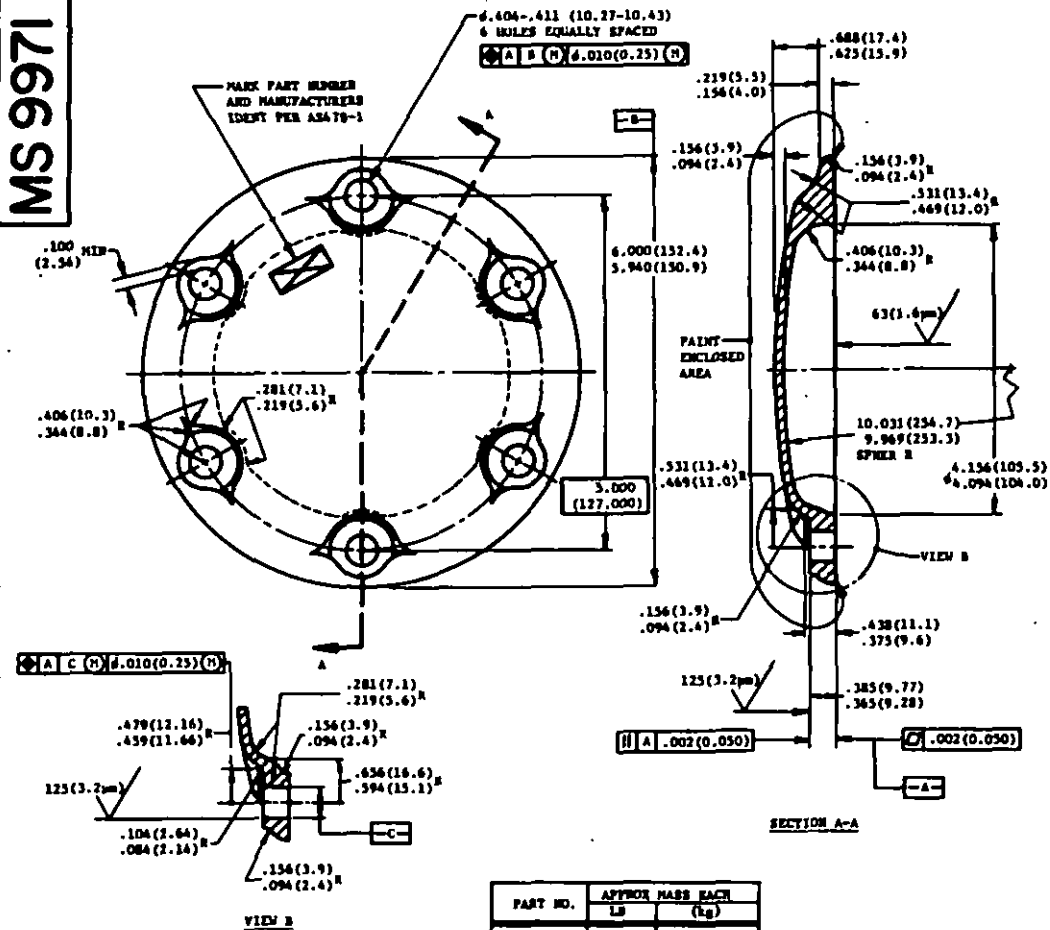 MS 9971
ø.404-.411 (10.27-10.43)
6 HOLES EQUALLY SPACED
⌖ A B Ⓜ ø.010(0.25) Ⓜ
MARK PART NUMBER
AND MANUFACTURERS
IDENT PER AS478-1
A
-B-
.100 MIN
(2.54)
6.000(152.4)
5.940(150.9)
.281(7.1)
.219(5.6) R
.406(10.3)
.344(8.8) R
5.000
(127.000)
A
.688(17.4)
.625(15.9)
.219(5.5)
.156(4.0)
.156(3.9)
.094(2.4)
.156(3.9)
.094(2.4) R
.531(13.4)
.469(12.0) R
.406(10.3)
.344(8.8) R
63(1.6µm)
PAINT
ENCLOSED
AREA
10.031(254.7)
9.969(253.3)
SPHER R
ø4.156(105.5)
4.094(104.0)
.531(13.4)
.469(12.0) R
VIEW B
.156(3.9)
.094(2.4) R
.438(11.1)
.375(9.6)
125(3.2µm)
.385(9.77)
.365(9.28)
// A .002(0.050)
⏥ .002(0.050)
-A-
SECTION A-A
⌖ A C Ⓜ ø.010(0.25) Ⓜ
.281(7.1)
.219(5.6) R
.479(12.16)
.459(11.66) R
.156(3.9)
.094(2.4) R
.656(16.6)
.594(15.1) R
125(3.2µm)
.104(2.64)
.084(2.14) R
-C-
.156(3.9)
.094(2.4) R
VIEW B
PART NO. APPROX MASS EACH
LB (kg)